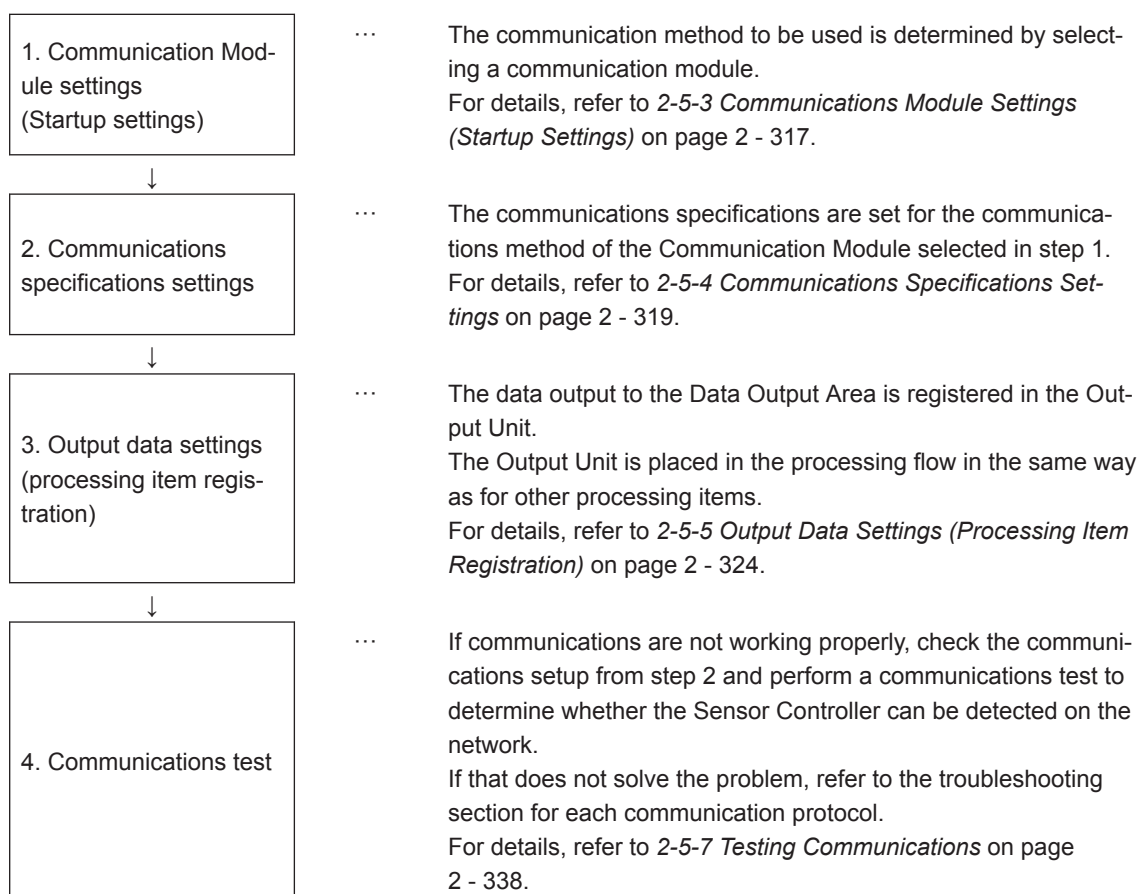 1. Communication Mod-
ule settings
(Startup settings)
… The communication method to be used is determined by select-
ing a communication module.
For details, refer to 2-5-3 Communications Module Settings
(Startup Settings) on page 2 - 317.
↓
2. Communications
specifications settings
… The communications specifications are set for the communica-
tions method of the Communication Module selected in step 1.
For details, refer to 2-5-4 Communications Specifications Set-
tings on page 2 - 319.
↓
3. Output data settings
(processing item regis-
tration)
… The data output to the Data Output Area is registered in the Out-
put Unit.
The Output Unit is placed in the processing flow in the same way
as for other processing items.
For details, refer to 2-5-5 Output Data Settings (Processing Item
Registration) on page 2 - 324.
↓
4. Communications test
… If communications are not working properly, check the communi-
cations setup from step 2 and perform a communications test to
determine whether the Sensor Controller can be detected on the
network.
If that does not solve the problem, refer to the troubleshooting
section for each communication protocol.
For details, refer to 2-5-7 Testing Communications on page
2 - 338.